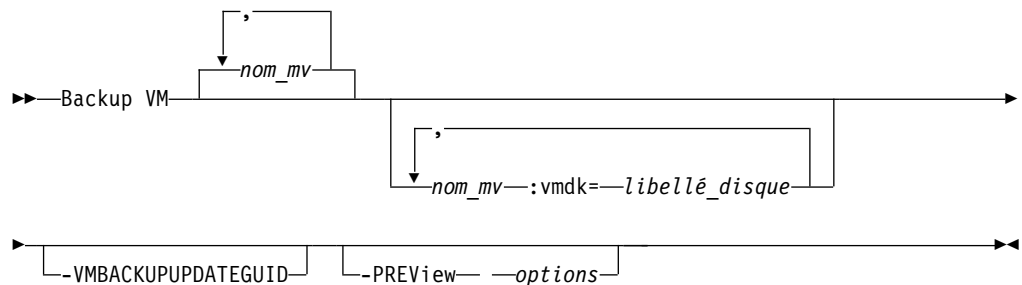 ,
nom_mv
Backup VM
,
nom_mv :vmdk= libellé_disque
-VMBACKUPUPDATEGUID -PREView options